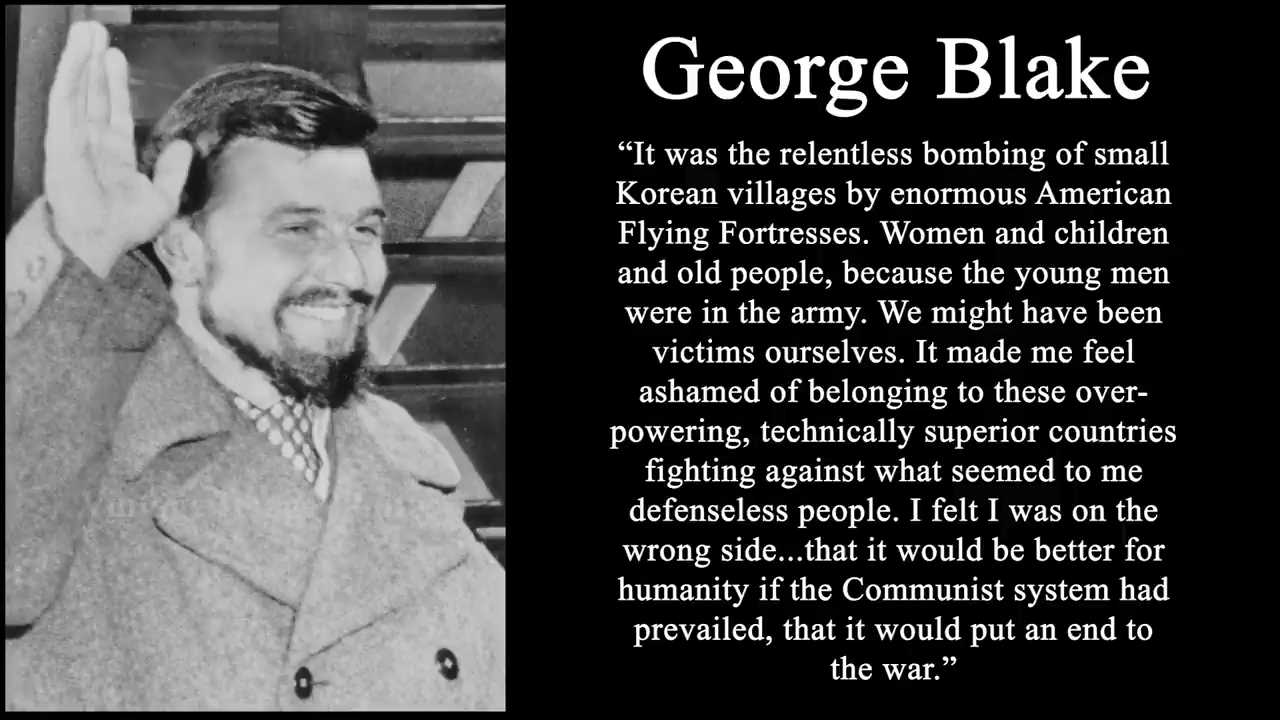 George Blake
“It was the relentless bombing of small
Korean villages by enormous American
Flying Fortresses. Women and children
and old people, because the young men
were in the army. We might have been
victims ourselves. It made me feel
ashamed of belonging to these over-
powering, technically superior countries
fighting against what seemed to me
defenseless people. I felt I was on the
wrong side...that it would be better for
humanity if the Communist system had
prevailed, that it would put an end to
the war.”